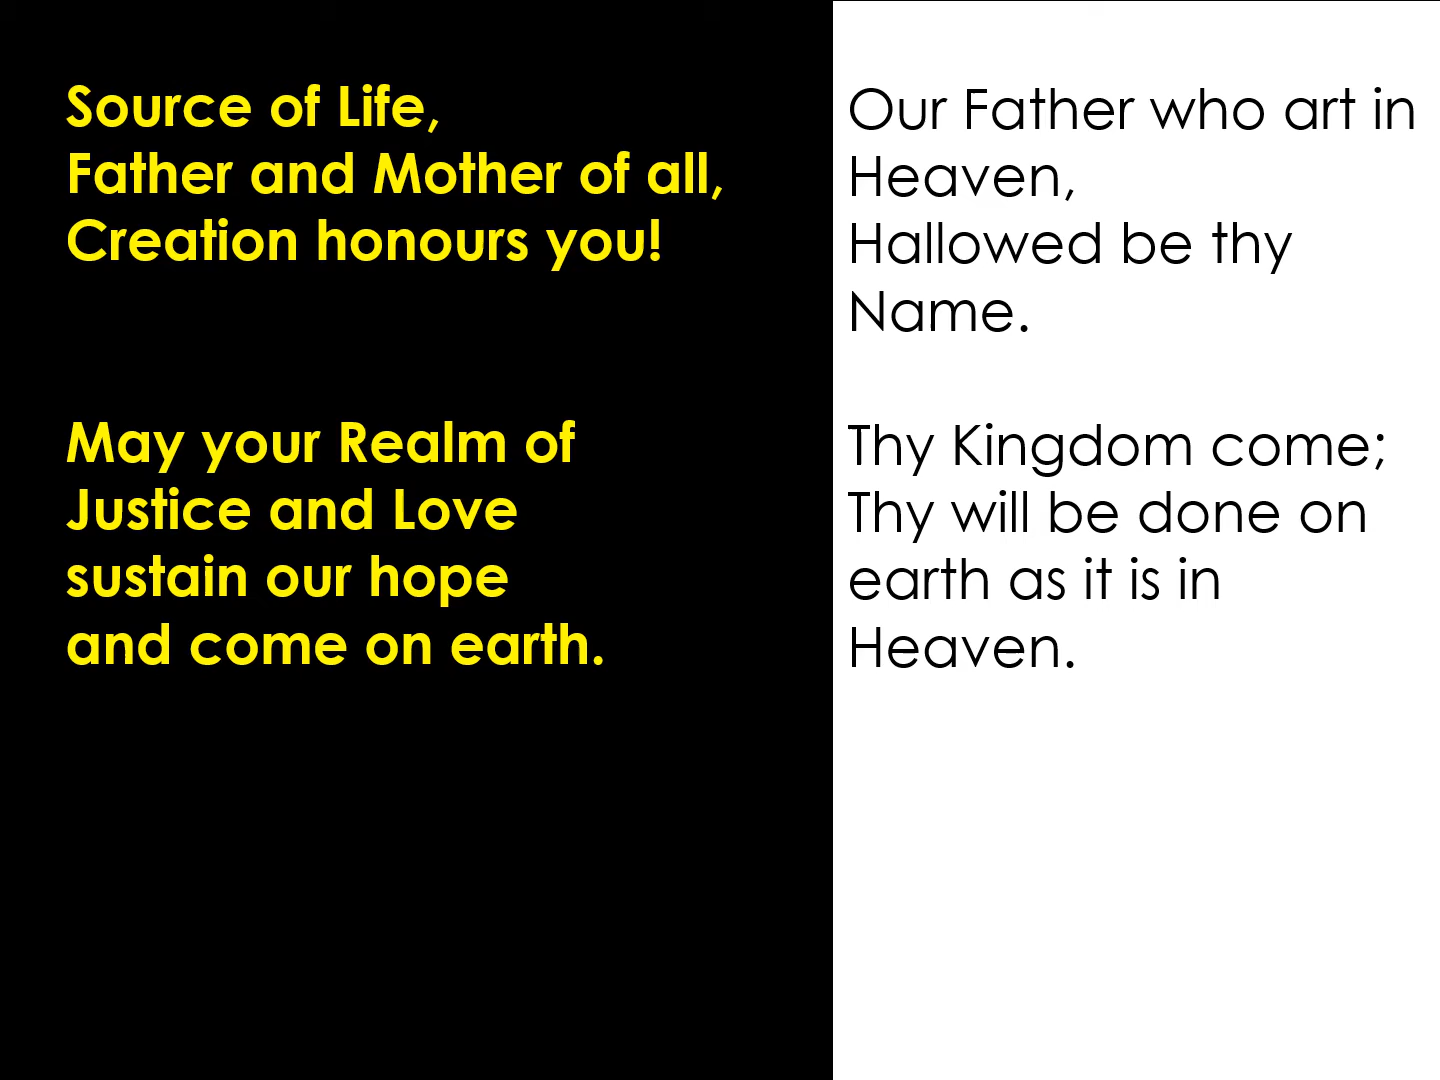 Source of Life,
Father and Mother of all,
Creation honours you!
May your Realm of
Justice and Love
sustain our hope
and come on earth.
Our Father who art in
Heaven,
Hallowed be thy
Name.
Thy Kingdom come;
Thy will be done on
earth as it is in
Heaven.